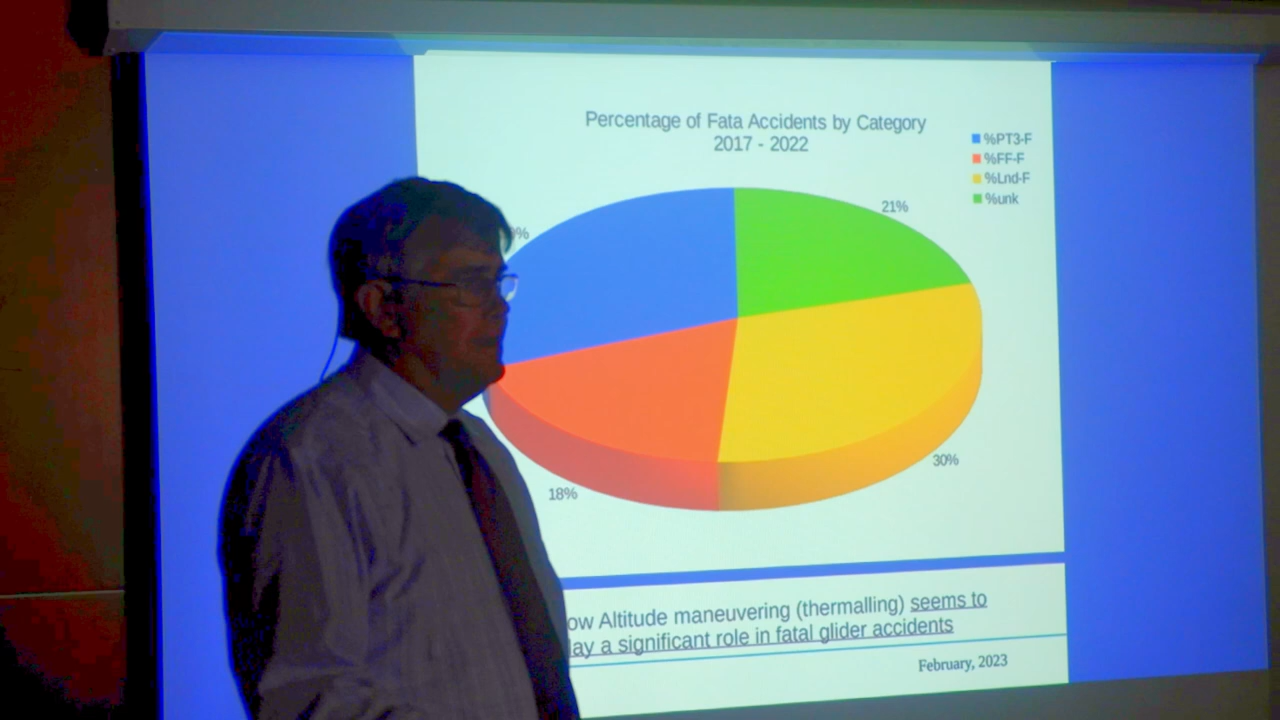 Percentage of Fata Accidents by Category
2017 - 2022
%PT3-F
%FF-F
%Lnd-F
%unk
21%
30%
18%
Altitude maneuvering (thermalling) seems to
a significant role in fatal glider accidents
February, 2023